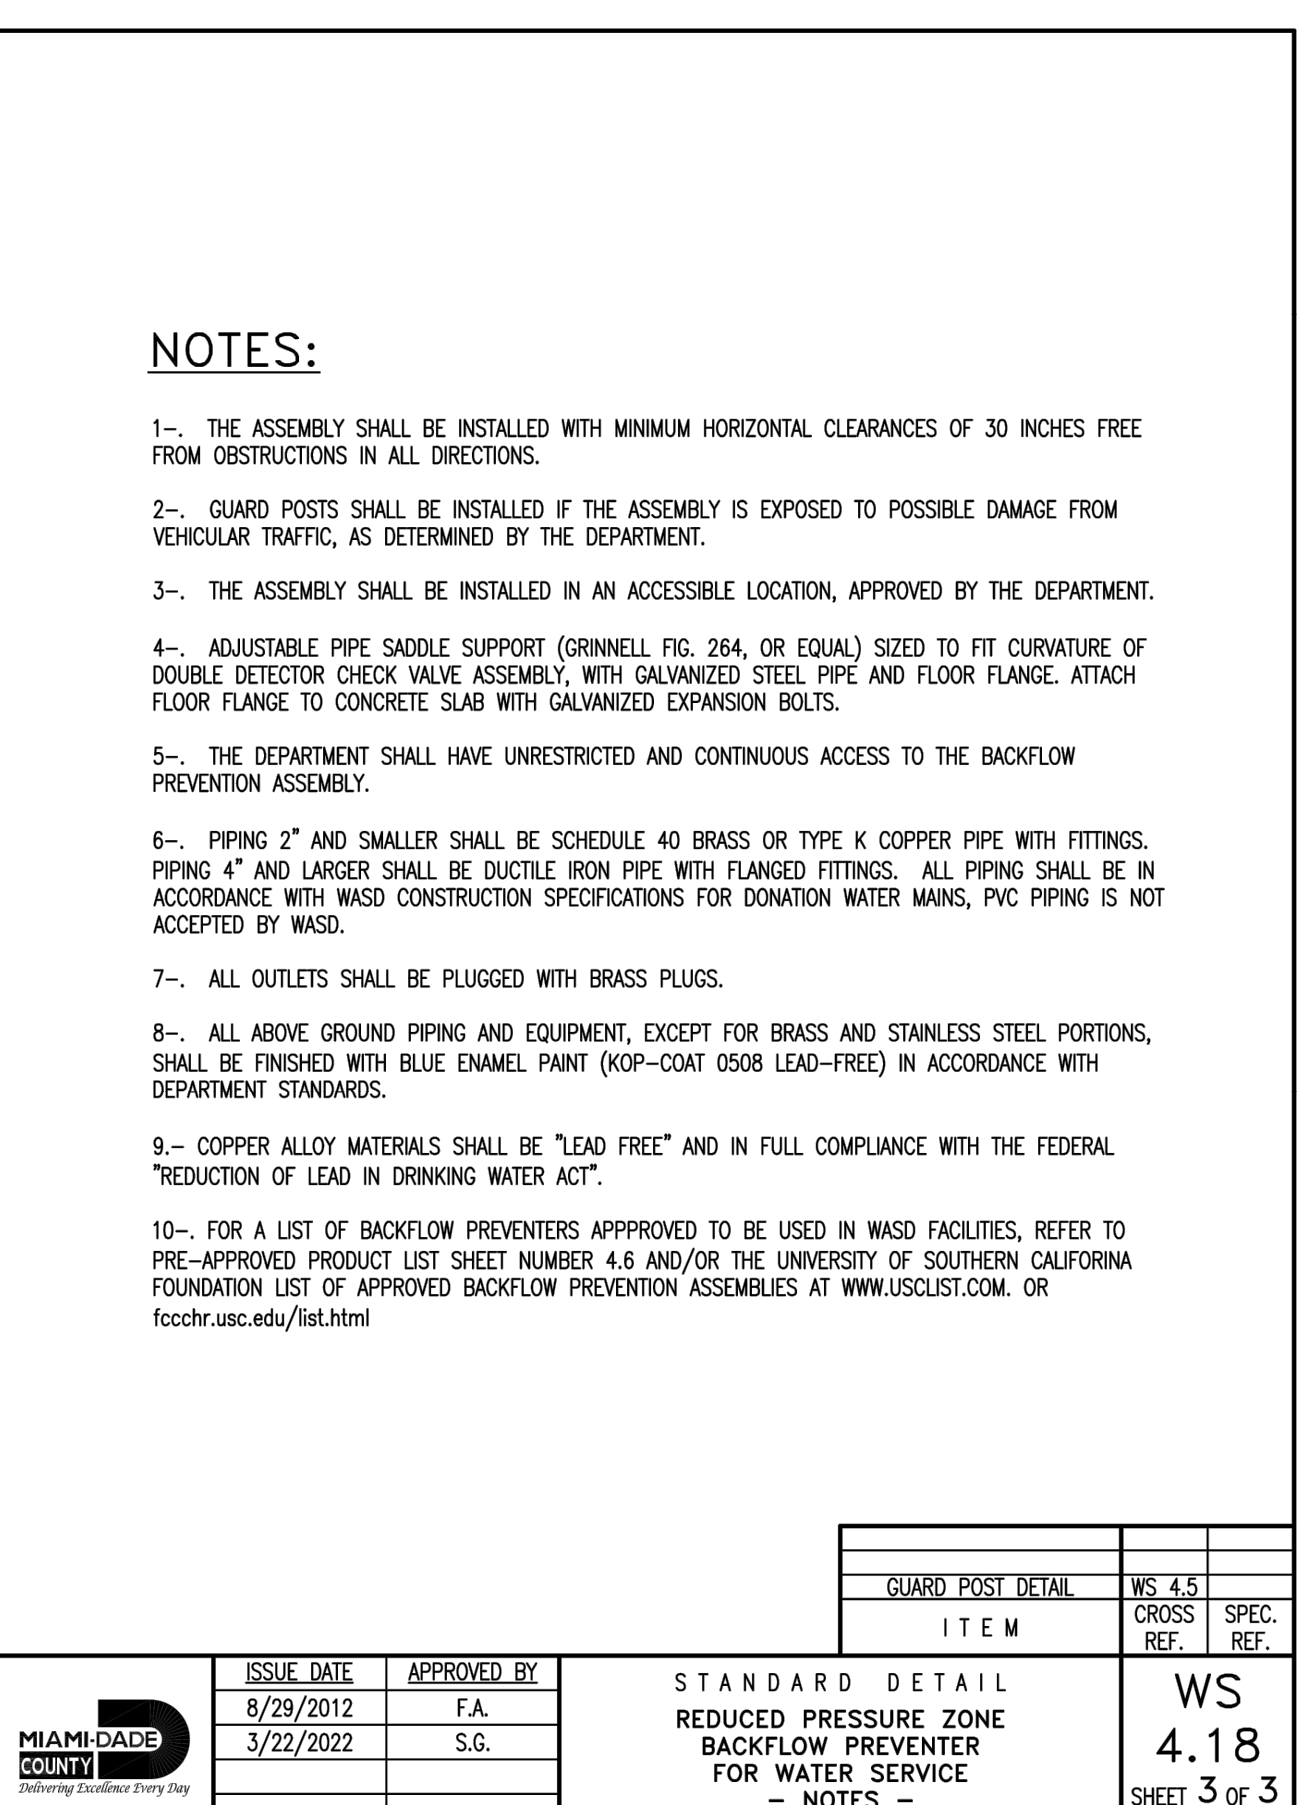 NOTES:
1-. THE ASSEMBLY SHALL BE INSTALLED WITH MINIMUM HORIZONTAL CLEARANCES OF 30 INCHES FREE
FROM OBSTRUCTIONS IN ALL DIRECTIONS.
2-. GUARD POSTS SHALL BE INSTALLED IF THE ASSEMBLY IS EXPOSED TO POSSIBLE DAMAGE FROM
VEHICULAR TRAFFIC, AS DETERMINED BY THE DEPARTMENT.
3-. THE ASSEMBLY SHALL BE INSTALLED IN AN ACCESSIBLE LOCATION, APPROVED BY THE DEPARTMENT.
4-. ADJUSTABLE PIPE SADDLE SUPPORT (GRINNELL FIG. 264, OR EQUAL) SIZED TO FIT CURVATURE OF
DOUBLE DETECTOR CHECK VALVE ASSEMBLY, WITH GALVANIZED STEEL PIPE AND FLOOR FLANGE. ATTACH
FLOOR FLANGE TO CONCRETE SLAB WITH GALVANIZED EXPANSION BOLTS.
5-. THE DEPARTMENT SHALL HAVE UNRESTRICTED AND CONTINUOUS ACCESS TO THE BACKFLOW
PREVENTION ASSEMBLY.
6-. PIPING 2" AND SMALLER SHALL BE SCHEDULE 40 BRASS OR TYPE K COPPER PIPE WITH FITTINGS.
PIPING 4" AND LARGER SHALL BE DUCTILE IRON PIPE WITH FLANGED FITTINGS. ALL PIPING SHALL BE IN
ACCORDANCE WITH WASD CONSTRUCTION SPECIFICATIONS FOR DONATION WATER MAINS, PVC PIPING IS NOT
ACCEPTED BY WASD.
7-. ALL OUTLETS SHALL BE PLUGGED WITH BRASS PLUGS.
8-. ALL ABOVE GROUND PIPING AND EQUIPMENT, EXCEPT FOR BRASS AND STAINLESS STEEL PORTIONS,
SHALL BE FINISHED WITH BLUE ENAMEL PAINT (KOP-COAT 0508 LEAD-FREE) IN ACCORDANCE WITH
DEPARTMENT STANDARDS.
9.- COPPER ALLOY MATERIALS SHALL BE "LEAD FREE" AND IN FULL COMPLIANCE WITH THE FEDERAL
"REDUCTION OF LEAD IN DRINKING WATER ACT".
10-. FOR A LIST OF BACKFLOW PREVENTERS APPPROVED TO BE USED IN WASD FACILITIES, REFER TO
PRE-APPROVED PRODUCT LIST SHEET NUMBER 4.6 AND/OR THE UNIVERSITY OF SOUTHERN CALIFORINA
FOUNDATION LIST OF APPROVED BACKFLOW PREVENTION ASSEMBLIES AT WWW.USCLIST.COM. OR
fccchr.usc.edu/list.html
GUARD POST DETAIL WS 4.5
ITEM CROSS REF. SPEC. REF.
MIAMI-DADE
COUNTY
Delivering Excellence Every Day
ISSUE DATE APPROVED BY
8/29/2012 F.A.
3/22/2022 S.G.
STANDARD DETAIL
REDUCED PRESSURE ZONE
BACKFLOW PREVENTER
FOR WATER SERVICE
- NOTES -
WS
4.18
SHEET 3 OF 3